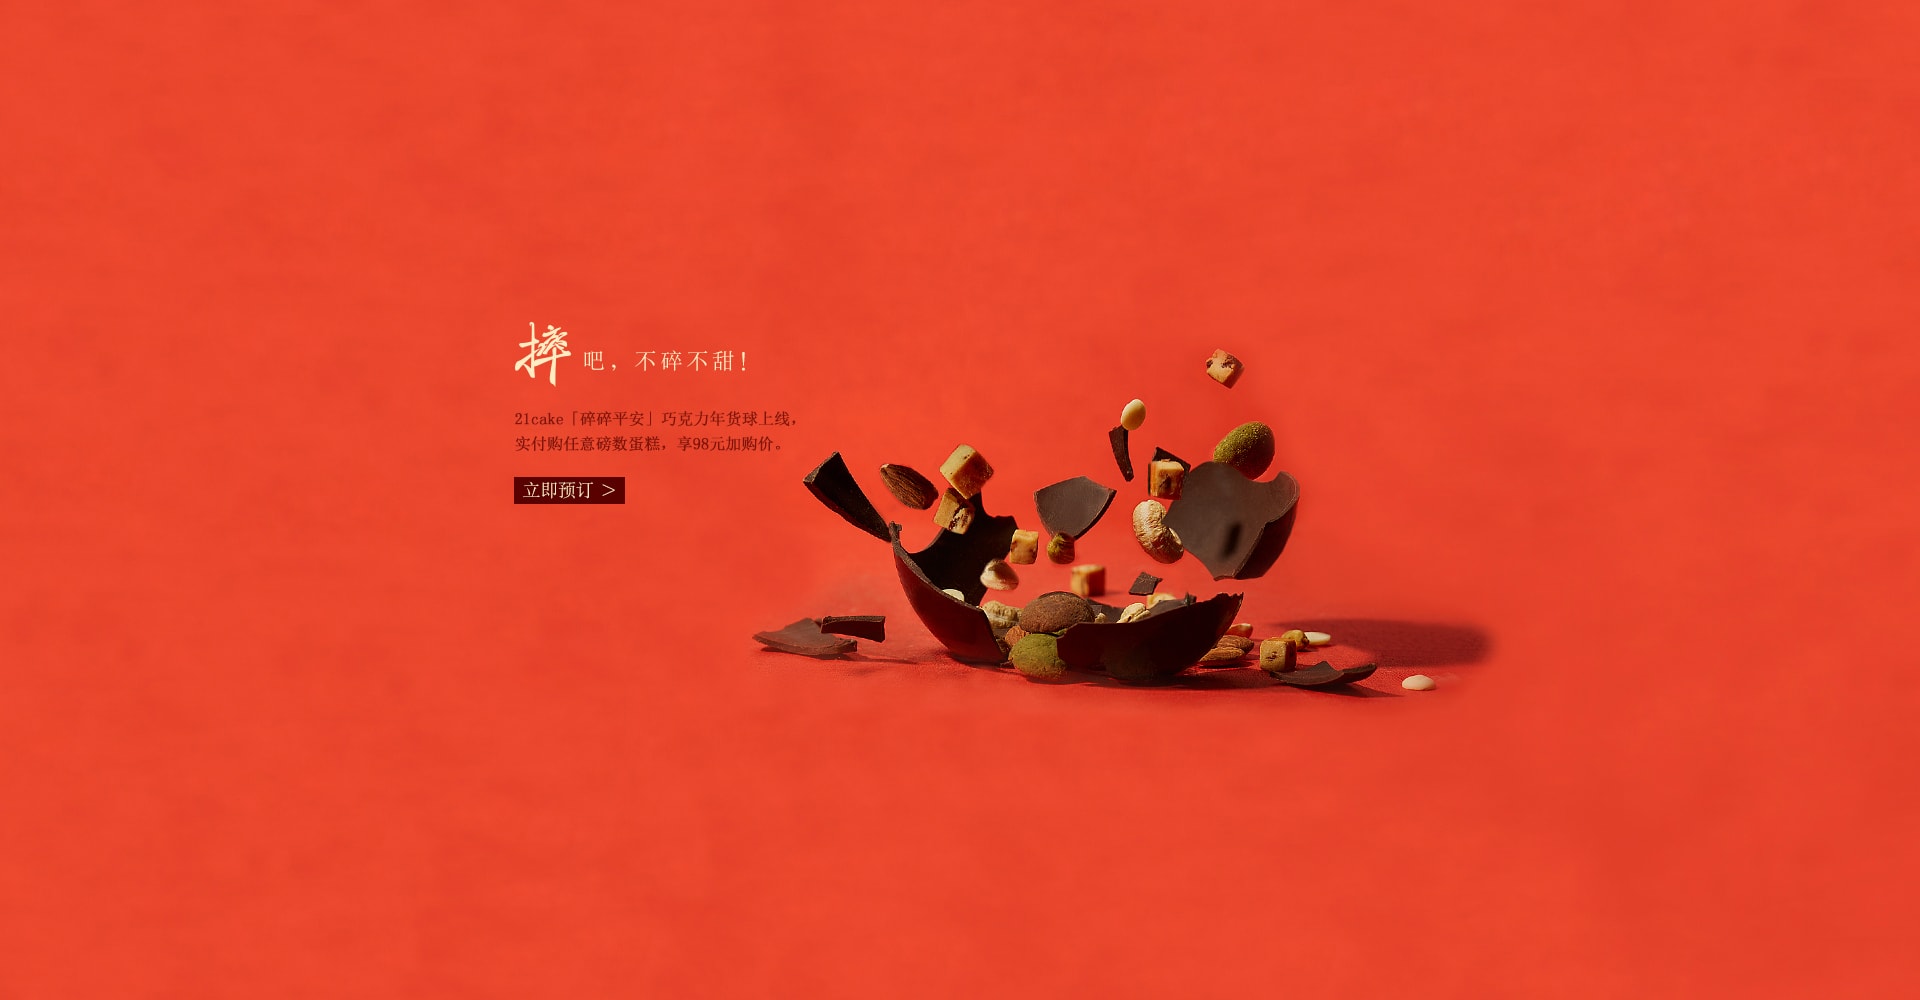 摔吧，不碎不甜！
21cake「碎碎平安」巧克力年货球上线，
实付购任意磅数蛋糕，享98元加购价。
立即预订 >